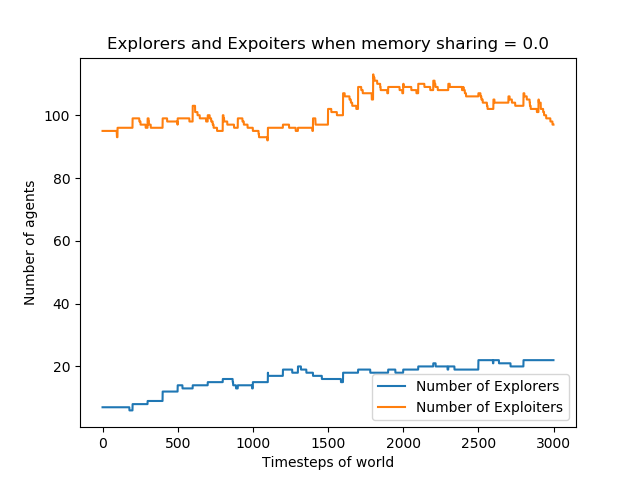 Explorers and Expoiters when memory sharing = 0.0
Number of agents
100
80
60
40
20
0
500
1000
1500
2000
2500
3000
Timesteps of world
Number of Explorers
Number of Exploiters